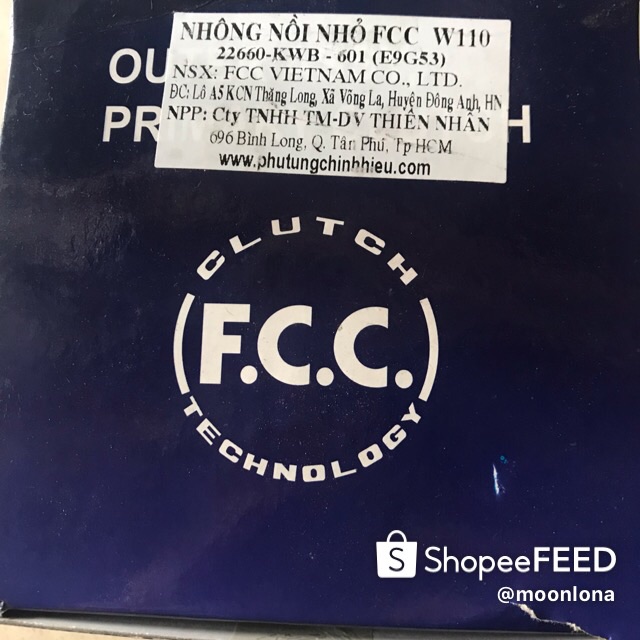 NHÔNG NỒI NHỎ FCC W110
22660-KWB - 601 (E9G53)
NSX: FCC VIETNAM CO., LTD.
ĐC: Lô A5 KCN Thăng Long, Xã Võng La, Huyện Đông Anh, HN
NPP: Cty TNHH TM-DV THIÊN NHÂN
696 Bình Long, Q. Tân Phú, Tp HCM
www.phutungchinhhieu.com
CLUTCH
F.C.C.
TECHNOLOGY
ShopeeFEED
@moonlona